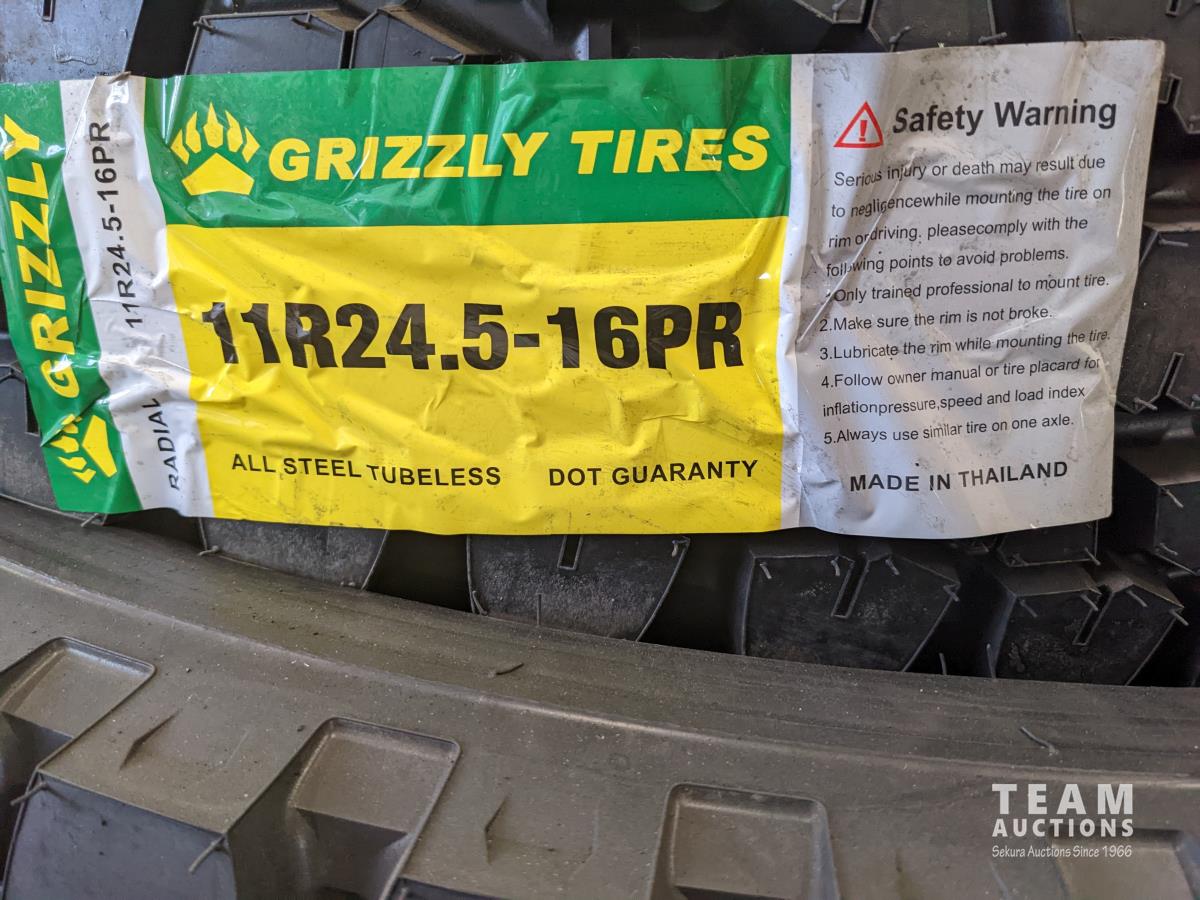 GRIZZLY
RADIAL 11R24.5-16PR
GRIZZLY TIRES
11R24.5-16PR
ALL STEEL TUBELESS DOT GUARANTY
Safety Warning
Serious injury or death may result due
to negligencewhile mounting the tire on
rim or driving. pleasecomply with the
following points to avoid problems.
1.Only trained professional to mount tire.
2.Make sure the rim is not broke.
3.Lubricate the rim while mounting the tire.
4.Follow owner manual or tire placard for
inflationpressure,speed and load index
5.Always use similar tire on one axle.
MADE IN THAILAND
TEAM
AUCTIONS
Sekura Auctions Since 1966